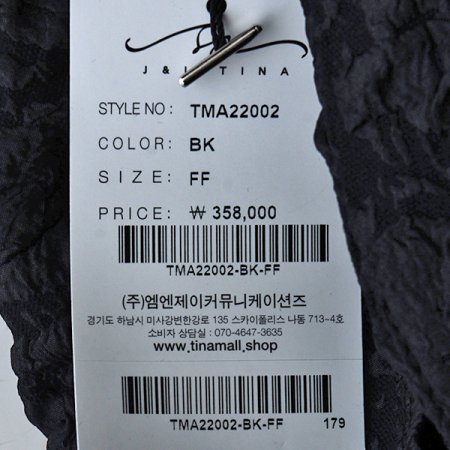 TINA
STYLE NO : TMA22002
COLOR: BK
SIZE: FF
PRICE: ₩ 358,000
TMA22002-BK-FF
(주)엠엔제이커뮤니케이션즈
경기도 하남시 미사강변한강로 135 스카이폴리스 나동 713-4호
소비자 상담실 : 070-4647-3635
www.tinamall.shop
TMA22002-BK-FF 179